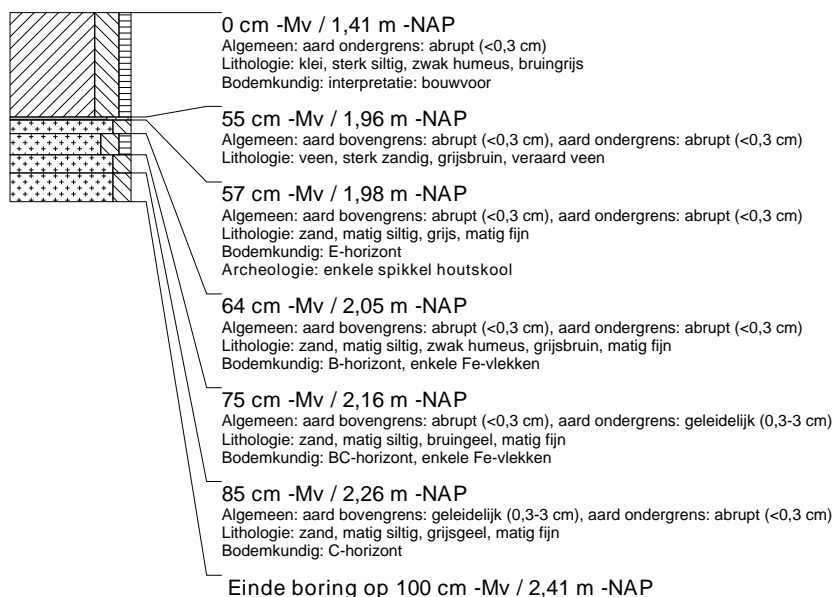 0 cm -Mv / 1,41 m -NAP
Algemeen: aard ondergrens: abrupt (<0,3 cm)
Lithologie: klei, sterk siltig, zwak humeus, bruingrijs
Bodemkundig: interpretatie: bouwvoor
55 cm -Mv / 1,96 m -NAP
Algemeen: aard bovengrens: abrupt (<0,3 cm), aard ondergrens: abrupt (<0,3 cm)
Lithologie: veen, sterk zandig, grijsbruin, veraard veen
57 cm -Mv / 1,98 m -NAP
Algemeen: aard bovengrens: abrupt (<0,3 cm), aard ondergrens: abrupt (<0,3 cm)
Lithologie: zand, matig siltig, grijs, matig fijn
Bodemkundig: E-horizont
Archeologie: enkele spikkel houtskool
64 cm -Mv / 2,05 m -NAP
Algemeen: aard bovengrens: abrupt (<0,3 cm), aard ondergrens: abrupt (<0,3 cm)
Lithologie: zand, matig siltig, zwak humeus, grijsbruin, matig fijn
Bodemkundig: B-horizont, enkele Fe-vlekken
75 cm -Mv / 2,16 m -NAP
Algemeen: aard bovengrens: abrupt (<0,3 cm), aard ondergrens: geleidelijk (0,3-3 cm)
Lithologie: zand, matig siltig, bruingeel, matig fijn
Bodemkundig: BC-horizont, enkele Fe-vlekken
85 cm -Mv / 2,26 m -NAP
Algemeen: aard bovengrens: geleidelijk (0,3-3 cm), aard ondergrens: abrupt (<0,3 cm)
Lithologie: zand, matig siltig, grijsgeel, matig fijn
Bodemkundig: C-horizont
Einde boring op 100 cm -Mv / 2,41 m -NAP